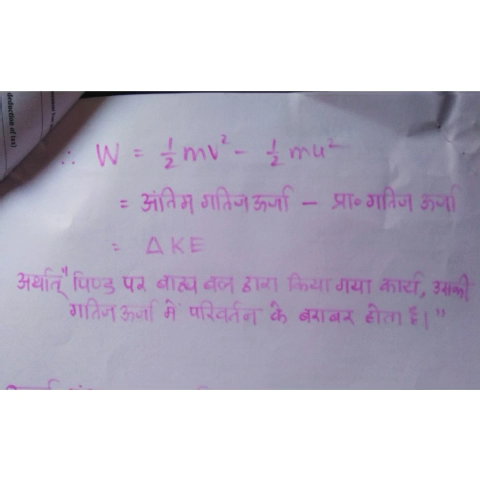 ∴ W = ½mv² - ½mu²
= अंतिम गतिज ऊर्जा - प्रा॰ गतिज ऊर्जा
= ΔKE
अर्थात् "पिण्ड पर बाह्य बल द्वारा किया गया कार्य, उसकी
गतिज ऊर्जा में परिवर्तन के बराबर होता है।"